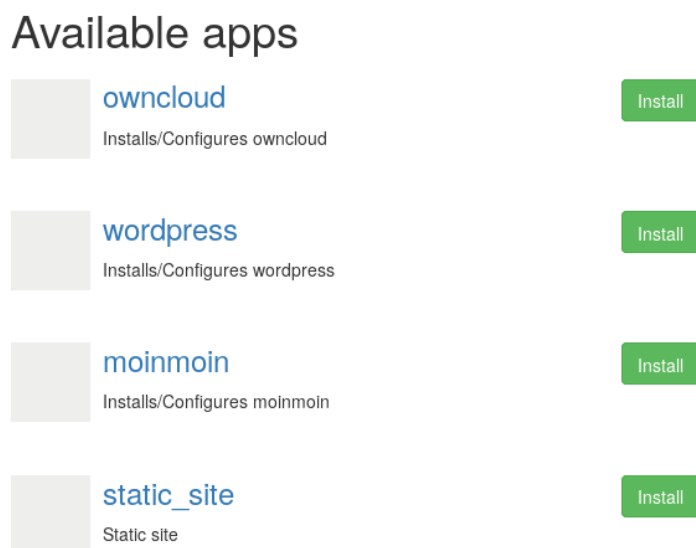 Available apps
owncloud
Install
Installs/Configures owncloud
wordpress
Install
Installs/Configures wordpress
moinmoin
Install
Installs/Configures moinmoin
static_site
Install
Static site